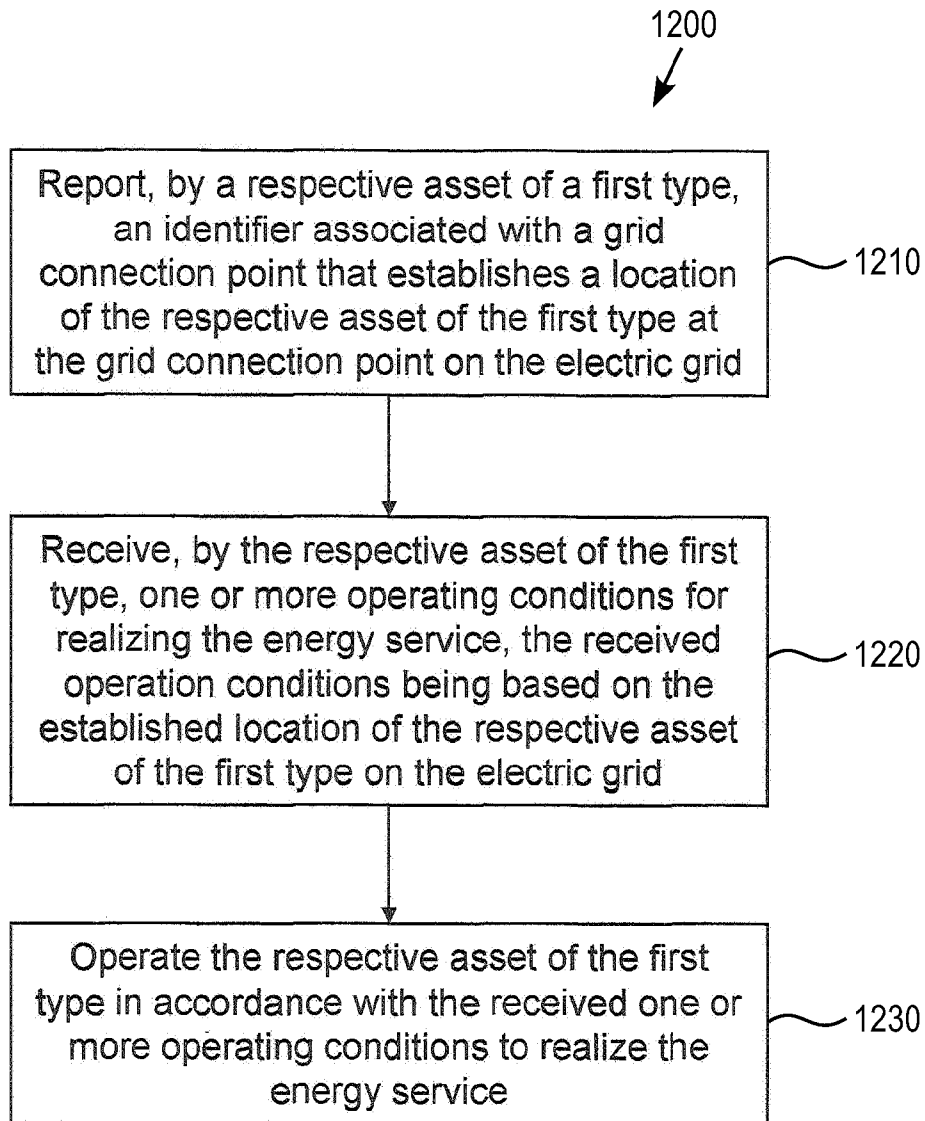 1200
Report, by a respective asset of a first type,
an identifier associated with a grid
connection point that establishes a location
of the respective asset of the first type at
the grid connection point on the electric grid
1210
Receive, by the respective asset of the first
type, one or more operating conditions for
realizing the energy service, the received
operation conditions being based on the
established location of the respective asset
of the first type on the electric grid
1220
Operate the respective asset of the first
type in accordance with the received one or
more operating conditions to realize the
energy service
1230